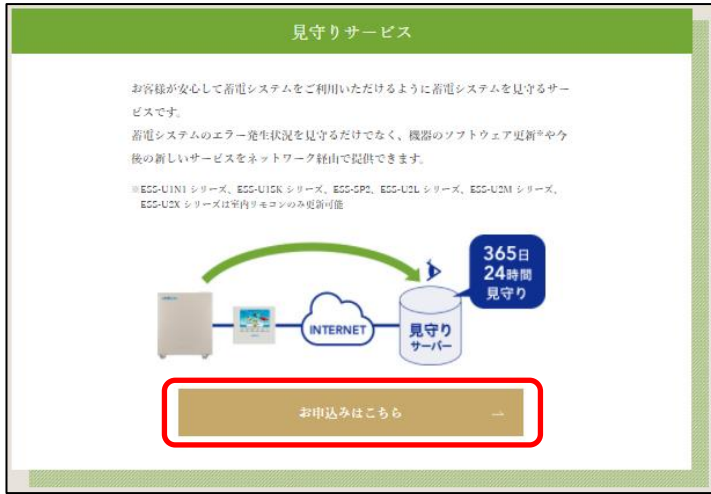 見守りサービス
お客様が安心して蓄電システムをご利用いただけるように蓄電システムを見守るサー
ビスです。
蓄電システムのエラー発生状況を見守るだけでなく、機器のソフトウェア更新※や今
後の新しいサービスをネットワーク経由で提供できます。
※ESS-U1N1 シリーズ、ESS-U1SK シリーズ、ESS-SP2、ESS-U2L シリーズ、ESS-U2M シリーズ、
ESS-U2X シリーズは室内リモコンのみ更新可能
365日
24時間
見守り
INTERNET
見守り
サーバー
お申込みはこちら →